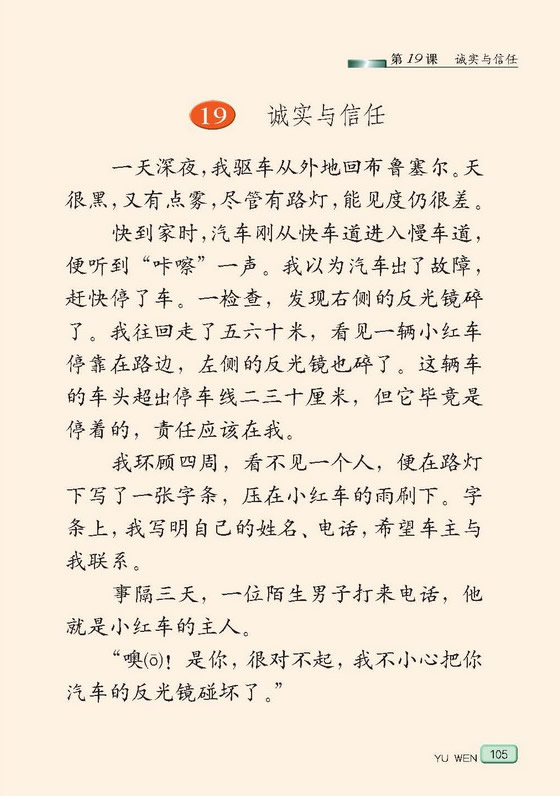 第19课 诚实与信任
19 诚实与信任
一天深夜，我驱车从外地回布鲁塞尔。天
很黑，又有点雾，尽管有路灯，能见度仍很差。
快到家时，汽车刚从快车道进入慢车道，
便听到“咔嚓”一声。我以为汽车出了故障，
赶快停了车。一检查，发现右侧的反光镜碎
了。我往回走了五六十米，看见一辆小红车
停靠在路边，左侧的反光镜也碎了。这辆车
的车头超出停车线二三十厘米，但它毕竟是
停着的，责任应该在我。
我环顾四周，看不见一个人，便在路灯
下写了一张字条，压在小红车的雨刷下。字
条上，我写明自己的姓名、电话，希望车主与
我联系。
事隔三天，一位陌生男子打来电话，他
就是小红车的主人。
“噢(ō)！是你，很对不起，我不小心把你
汽车的反光镜碰坏了。”
YU WEN 105